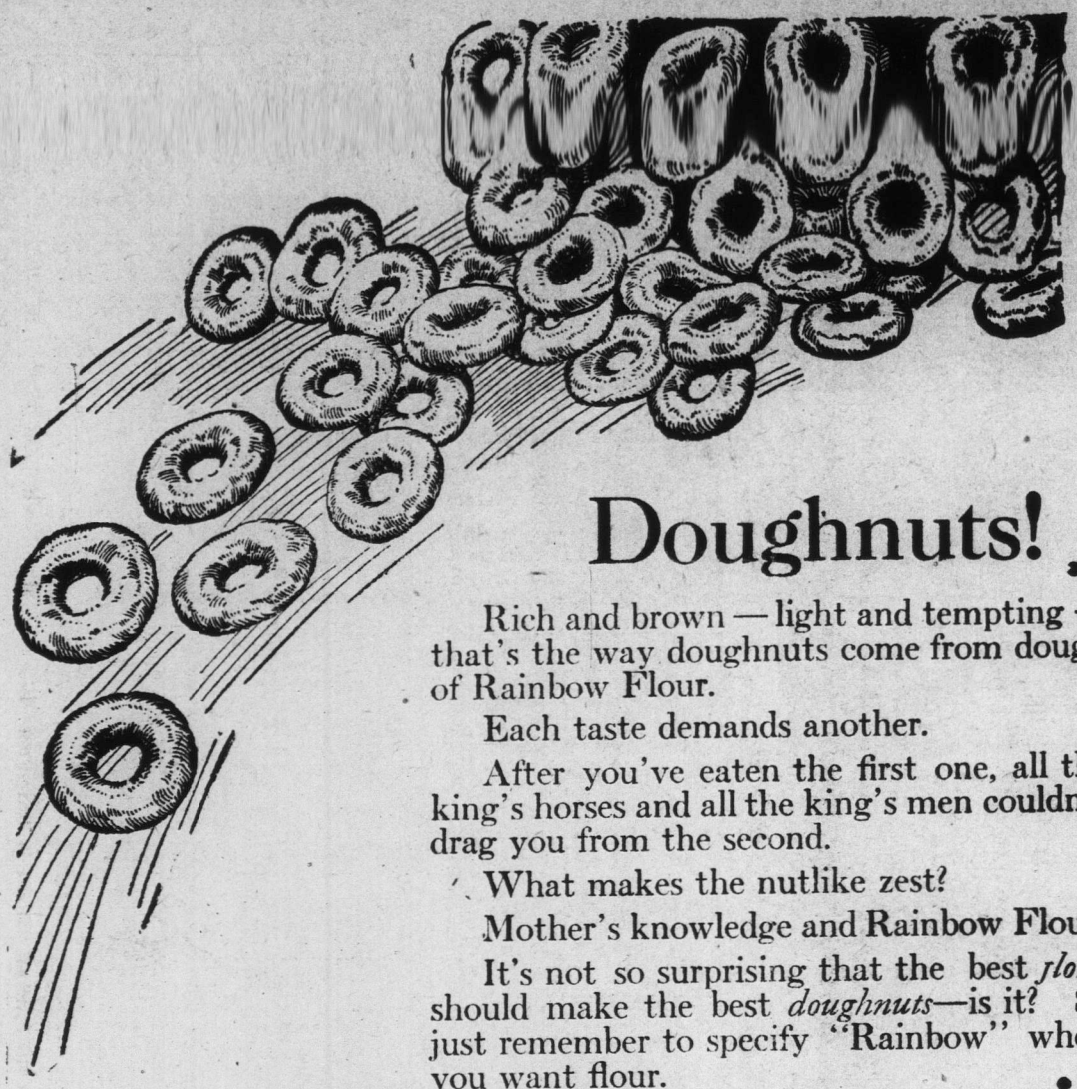 Doughnuts!
Rich and brown — light and tempting
that's the way doughnuts come from
of Rainbow Flour.
Each taste demands another.
After you've eaten the first one, all
king's horses and all the king's men
drag you from the second.
What makes the nutlike zest?
Mother's knowledge and Rainbow
It's not so surprising that the best
should make the best doughnuts—is it?
just remember to specify "Rainbow"
you want flour.